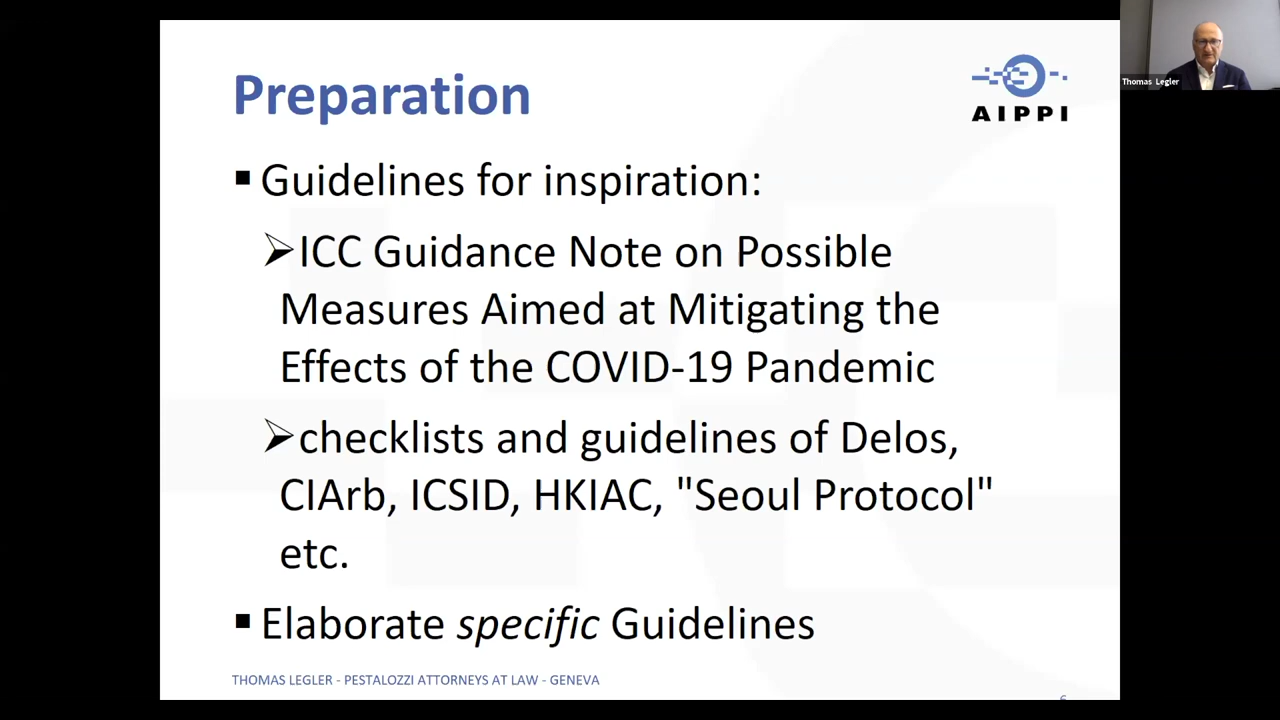 Preparation
AIPPI
Thomas Legler
▪ Guidelines for inspiration:
➢ICC Guidance Note on Possible
Measures Aimed at Mitigating the
Effects of the COVID-19 Pandemic
➢checklists and guidelines of Delos,
CIArb, ICSID, HKIAC, "Seoul Protocol"
etc.
▪ Elaborate specific Guidelines
THOMAS LEGLER - PESTALOZZI ATTORNEYS AT LAW - GENEVA